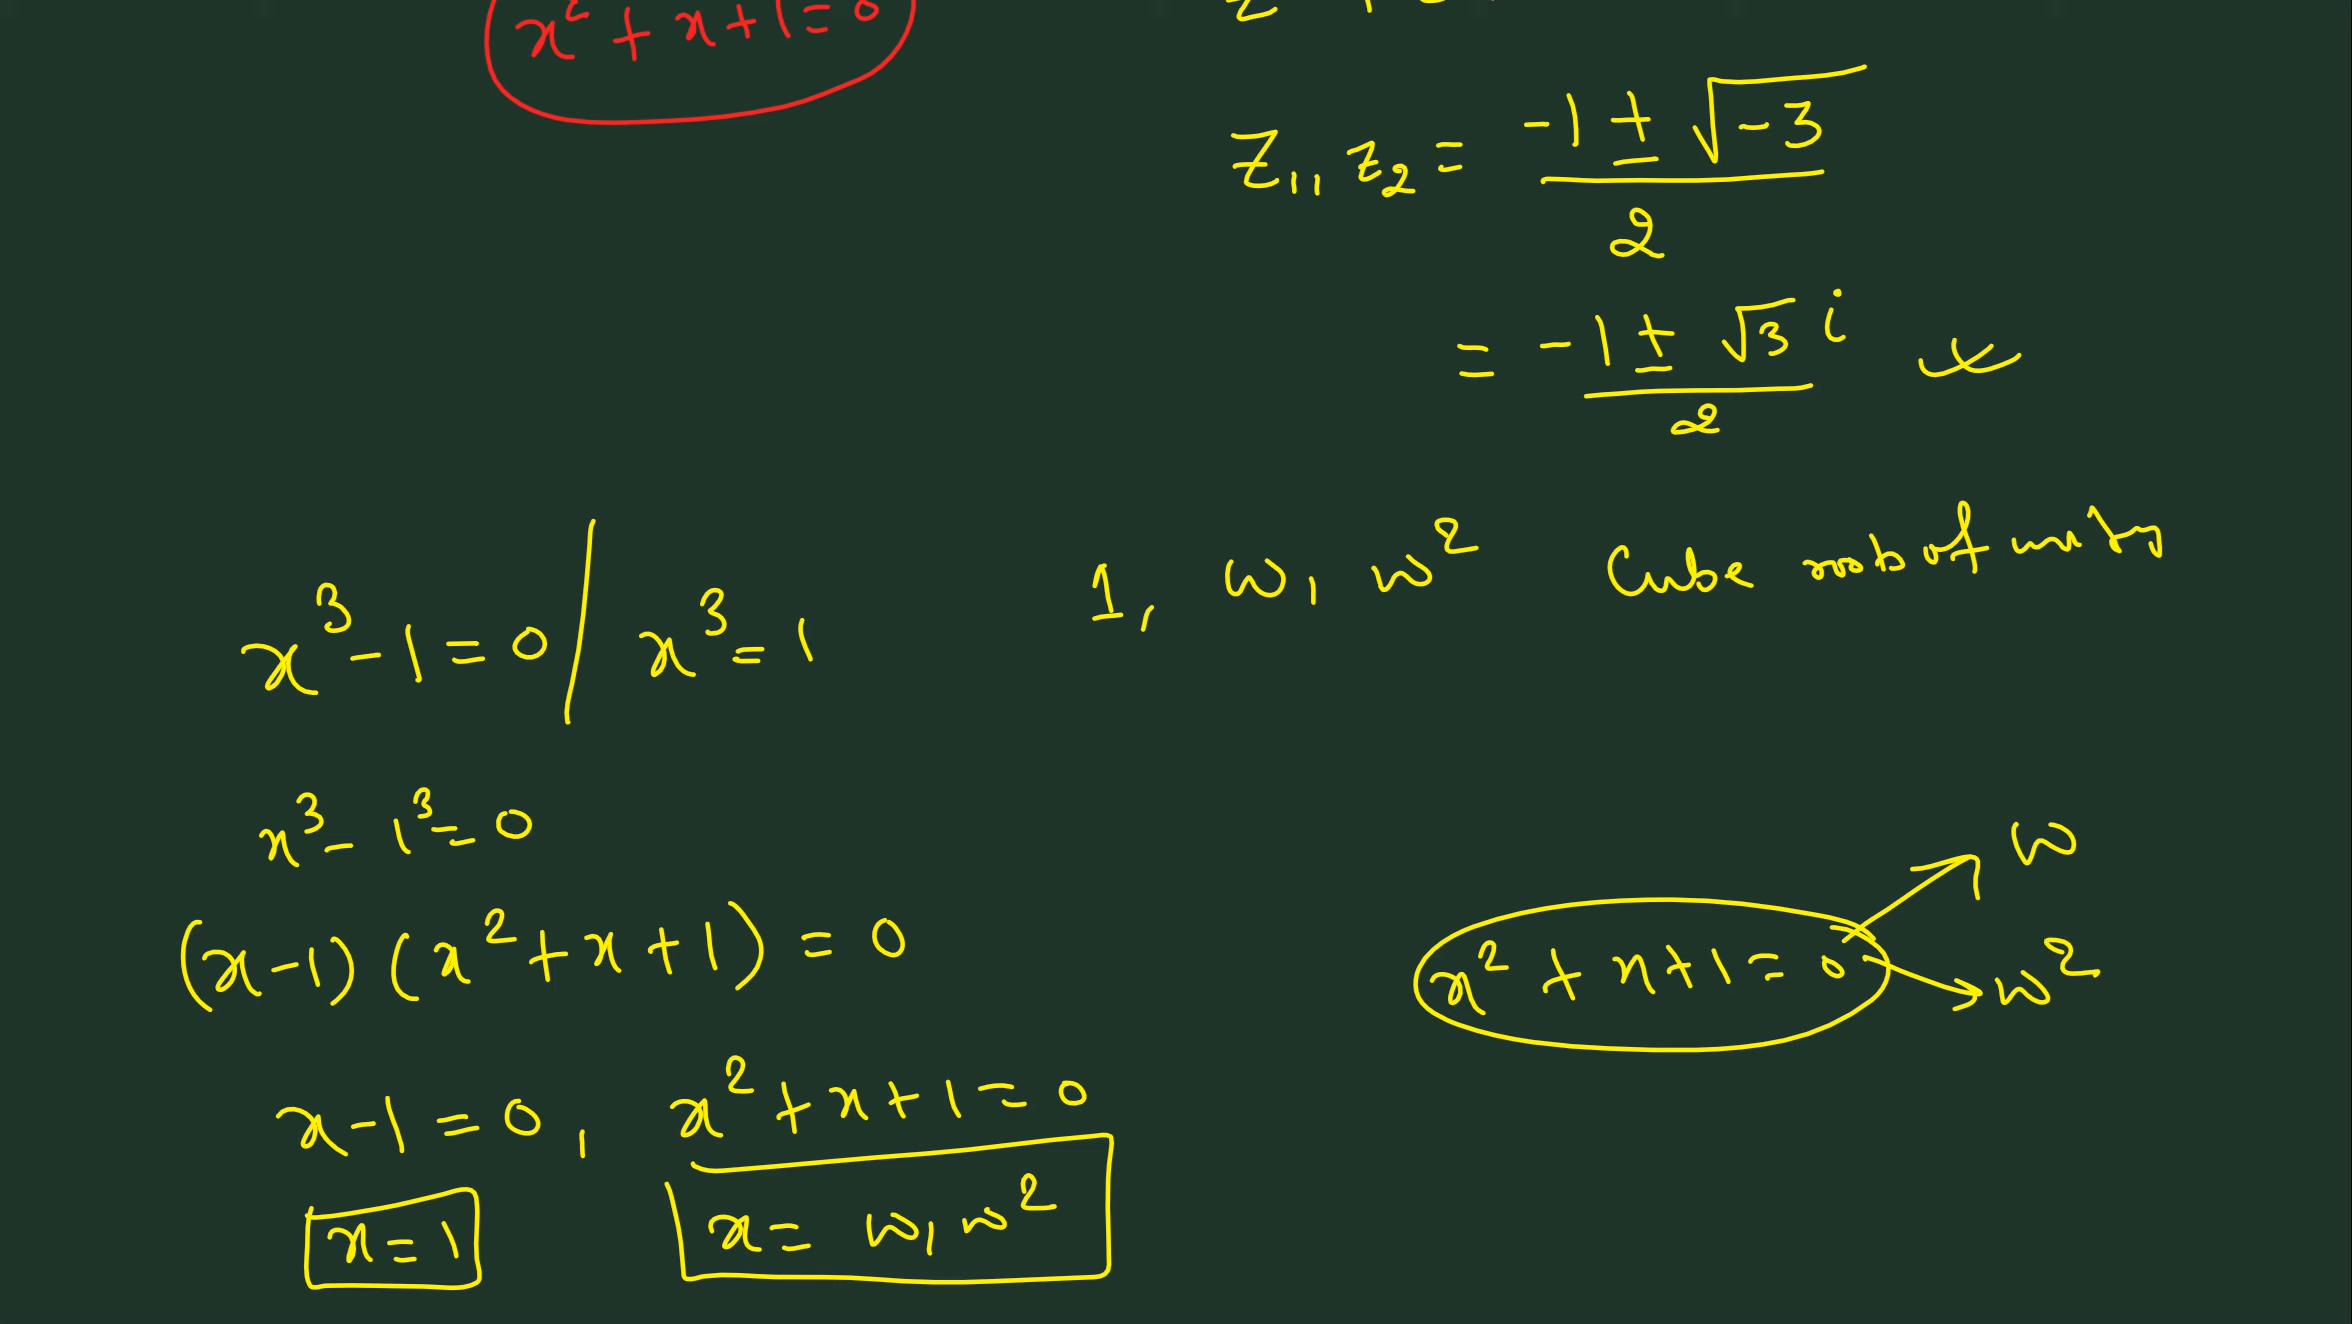 x² + x + 1 = 0
z₁, z₂ = (-1 ± √-3)/2
= (-1 ± √3 i)/2
1, ω, ω² Cube roots of unity
x³ - 1 = 0 / x³ = 1
x³ - 1³ = 0
(x-1) (x² + x + 1) = 0
x² + x + 1 = 0 → ω
→ ω²
x - 1 = 0, x² + x + 1 = 0
x = 1 x = ω, ω²